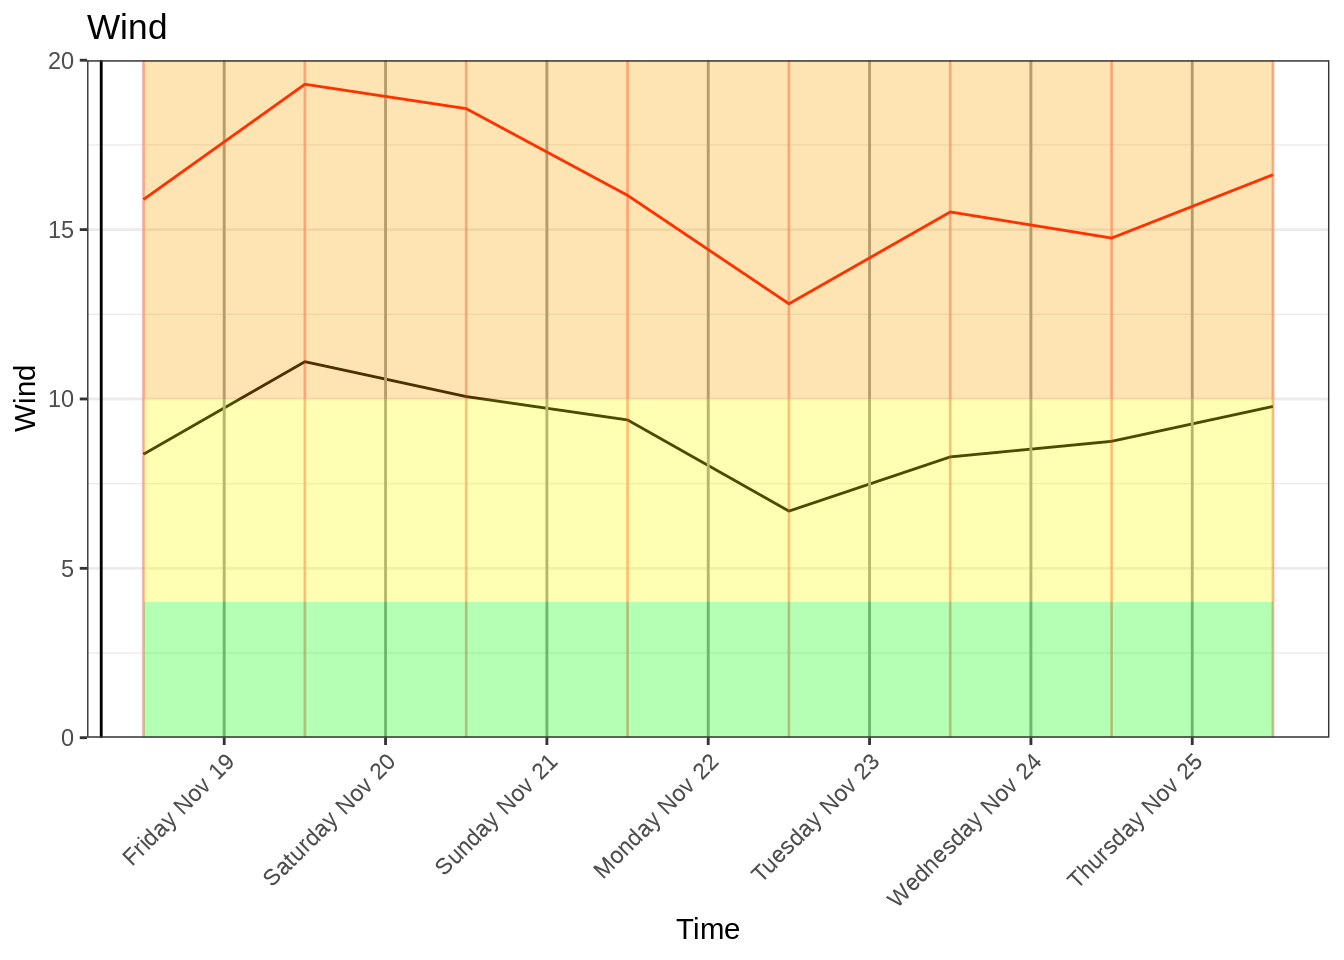 Wind
20
15
10
5
0
Wind
Friday Nov 19
Saturday Nov 20
Sunday Nov 21
Monday Nov 22
Tuesday Nov 23
Wednesday Nov 24
Thursday Nov 25
Time